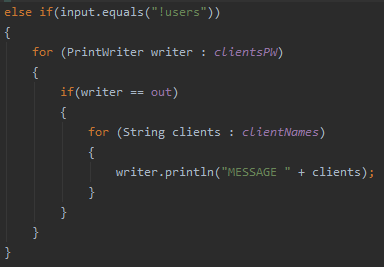 else if(input.equals("!users"))
{
for (PrintWriter writer : clientsPW)
{
if(writer == out)
{
for (String clients : clientNames)
{
writer.println("MESSAGE " + clients);
}
}
}
}